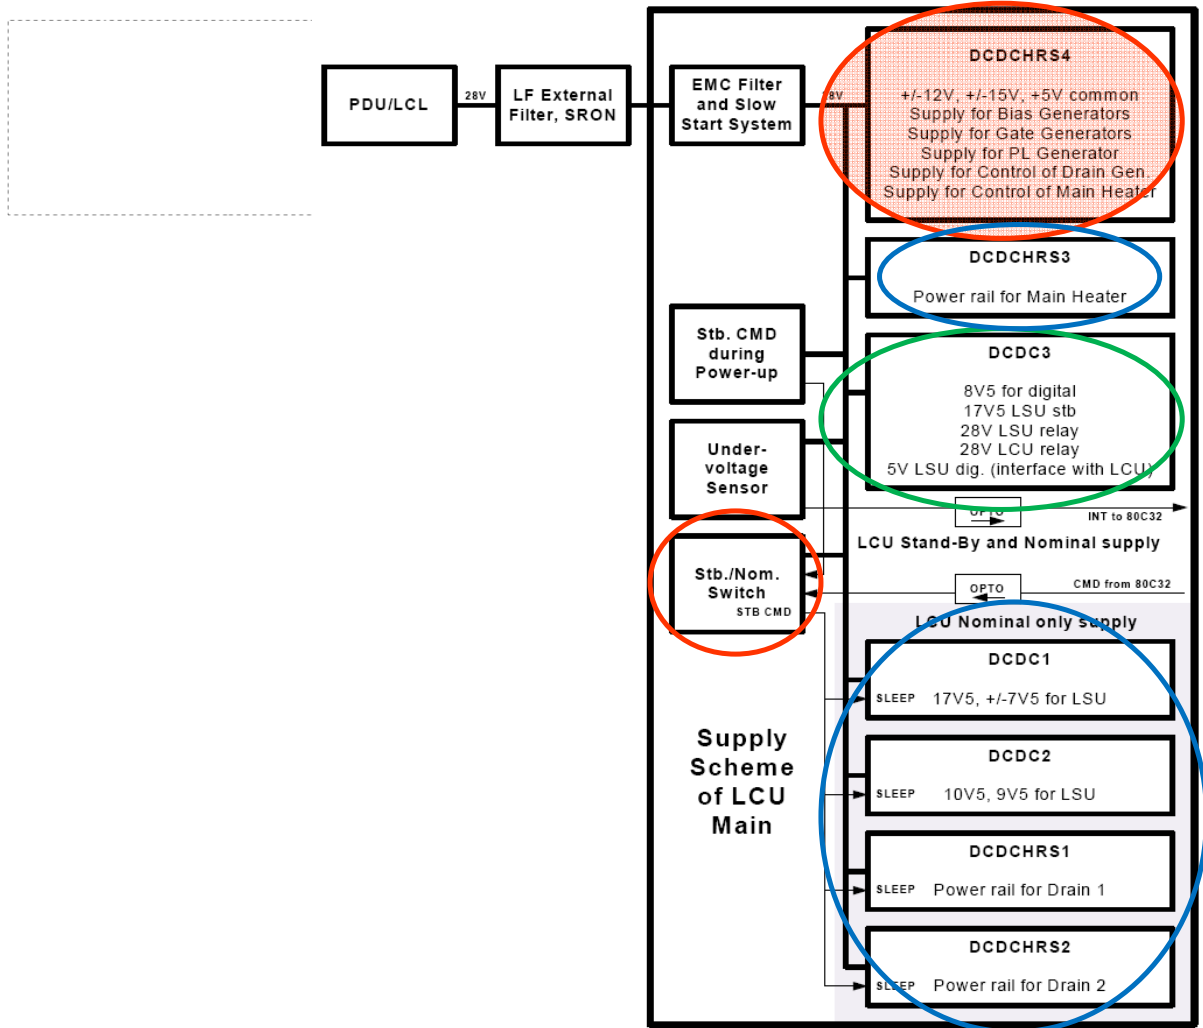 PDU/LCL
28V
LF External
Filter, SRON
EMC Filter
and Slow
Start System
28V
DCDCHRS4
+/-12V, +/-15V, +5V common
Supply for Bias Generators
Supply for Gate Generators
Supply for PL Generator
Supply for Control of Drain Gen.
Supply for Control of Main Heater
DCDCHRS3
Power rail for Main Heater
Stb. CMD
during
Power-up
DCDC3
8V5 for digital
17V5 LSU stb
28V LSU relay
28V LCU relay
5V LSU dig. (interface with LCU)
Under-
voltage
Sensor
OPTO
INT to 80C32
LCU Stand-By and Nominal supply
Stb./Nom.
Switch
STB CMD
OPTO
CMD from 80C32
LCU Nominal only supply
DCDC1
SLEEP 17V5, +/-7V5 for LSU
Supply
Scheme
of LCU
Main
DCDC2
SLEEP 10V5, 9V5 for LSU
DCDCHRS1
SLEEP Power rail for Drain 1
DCDCHRS2
SLEEP Power rail for Drain 2